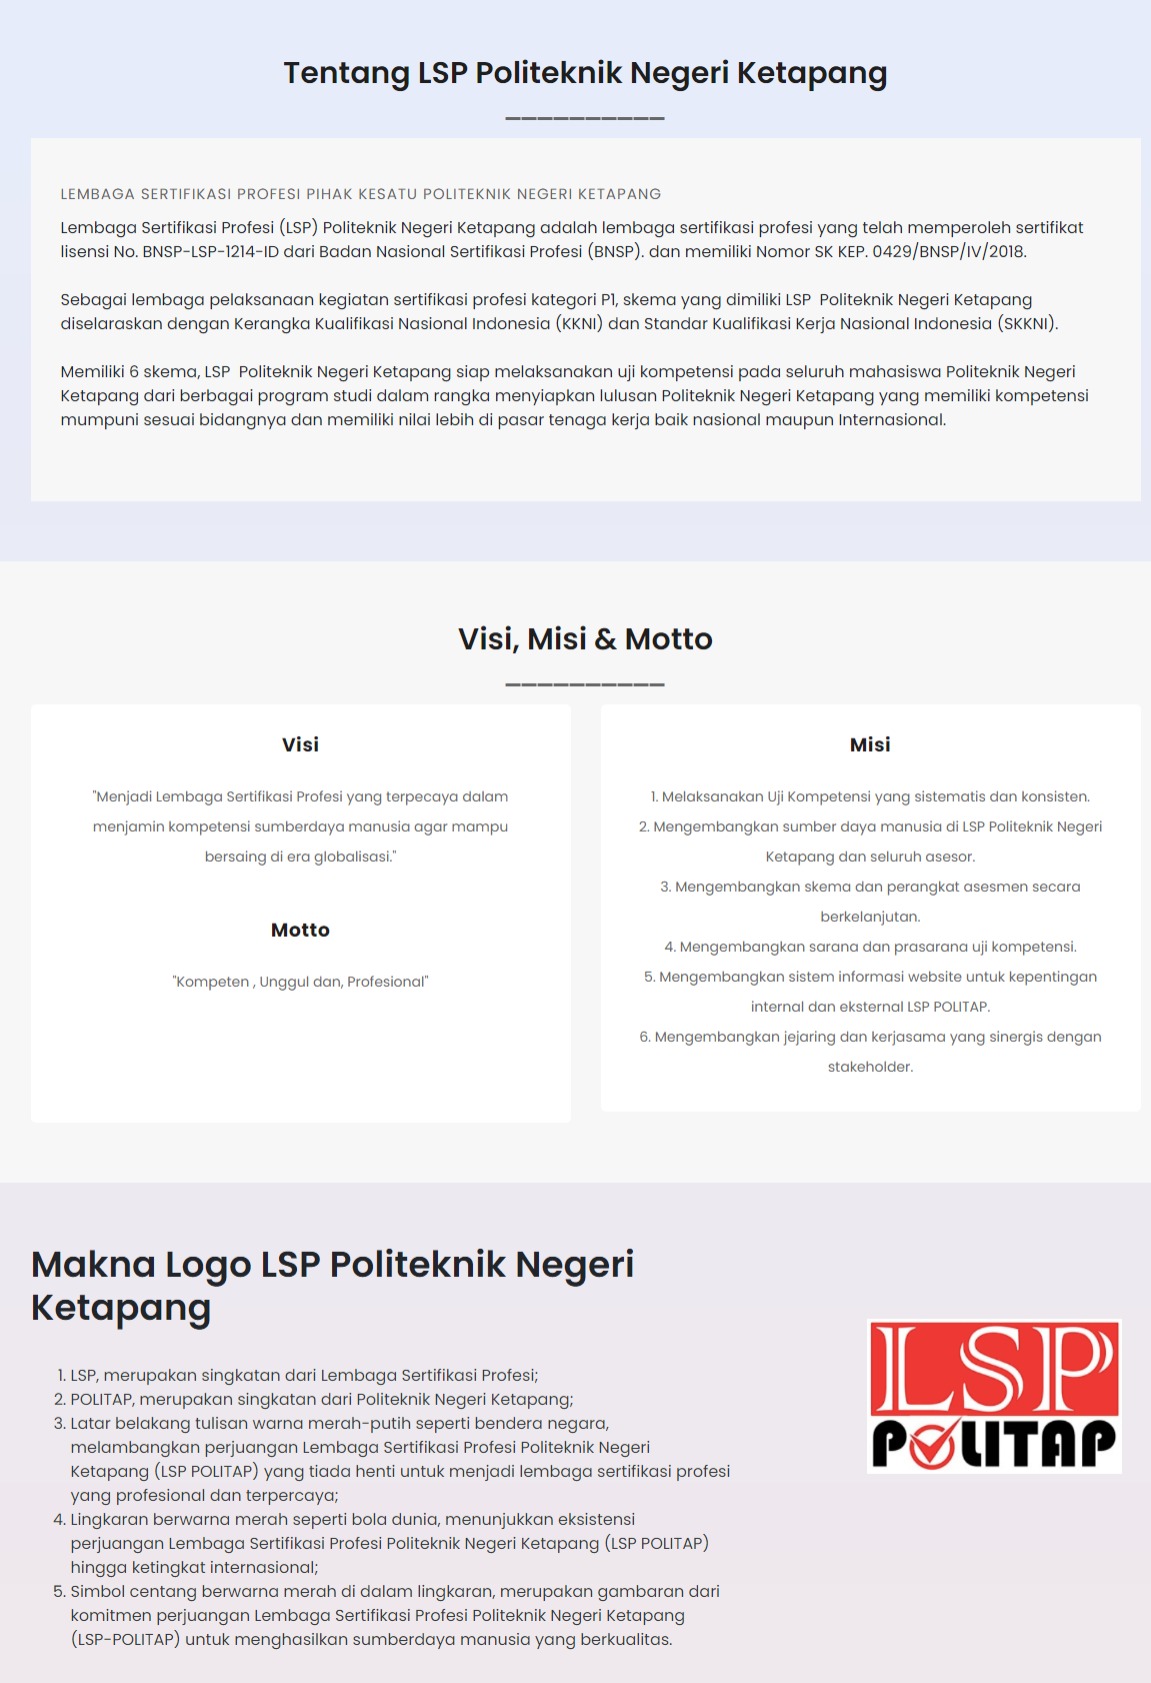 Tentang LSP Politeknik Negeri Ketapang
LEMBAGA SERTIFIKASI PROFESI PIHAK KESATU POLITEKNIK NEGERI KETAPANG
Lembaga Sertifikasi Profesi (LSP) Politeknik Negeri Ketapang adalah lembaga sertifikasi profesi yang telah memperoleh sertifikat
lisensi No. BNSP-LSP-1214-ID dari Badan Nasional Sertifikasi Profesi (BNSP). dan memiliki Nomor SK KEP. 0429/BNSP/IV/2018.
Sebagai lembaga pelaksanaan kegiatan sertifikasi profesi kategori P1, skema yang dimiliki LSP  Politeknik Negeri Ketapang
diselaraskan dengan Kerangka Kualifikasi Nasional Indonesia (KKNI) dan Standar Kualifikasi Kerja Nasional Indonesia (SKKNI).
Memiliki 6 skema, LSP  Politeknik Negeri Ketapang siap melaksanakan uji kompetensi pada seluruh mahasiswa Politeknik Negeri
Ketapang dari berbagai program studi dalam rangka menyiapkan lulusan Politeknik Negeri Ketapang yang memiliki kompetensi
mumpuni sesuai bidangnya dan memiliki nilai lebih di pasar tenaga kerja baik nasional maupun Internasional.
Visi, Misi & Motto
Visi
"Menjadi Lembaga Sertifikasi Profesi yang terpecaya dalam
menjamin kompetensi sumberdaya manusia agar mampu
bersaing di era globalisasi."
Motto
"Kompeten , Unggul dan, Profesional"
Misi
1. Melaksanakan Uji Kompetensi yang sistematis dan konsisten.
2. Mengembangkan sumber daya manusia di LSP Politeknik Negeri
Ketapang dan seluruh asesor.
3. Mengembangkan skema dan perangkat asesmen secara
berkelanjutan.
4. Mengembangkan sarana dan prasarana uji kompetensi.
5. Mengembangkan sistem informasi website untuk kepentingan
internal dan eksternal LSP POLITAP.
6. Mengembangkan jejaring dan kerjasama yang sinergis dengan
stakeholder.
Makna Logo LSP Politeknik Negeri
Ketapang
1. LSP, merupakan singkatan dari Lembaga Sertifikasi Profesi;
2. POLITAP, merupakan singkatan dari Politeknik Negeri Ketapang;
3. Latar belakang tulisan warna merah-putih seperti bendera negara,
melambangkan perjuangan Lembaga Sertifikasi Profesi Politeknik Negeri
Ketapang (LSP POLITAP) yang tiada henti untuk menjadi lembaga sertifikasi profesi
yang profesional dan terpercaya;
4. Lingkaran berwarna merah seperti bola dunia, menunjukkan eksistensi
perjuangan Lembaga Sertifikasi Profesi Politeknik Negeri Ketapang (LSP POLITAP)
hingga ketingkat internasional;
5. Simbol centang berwarna merah di dalam lingkaran, merupakan gambaran dari
komitmen perjuangan Lembaga Sertifikasi Profesi Politeknik Negeri Ketapang
(LSP-POLITAP) untuk menghasilkan sumberdaya manusia yang berkualitas.
LSP
POLITAP